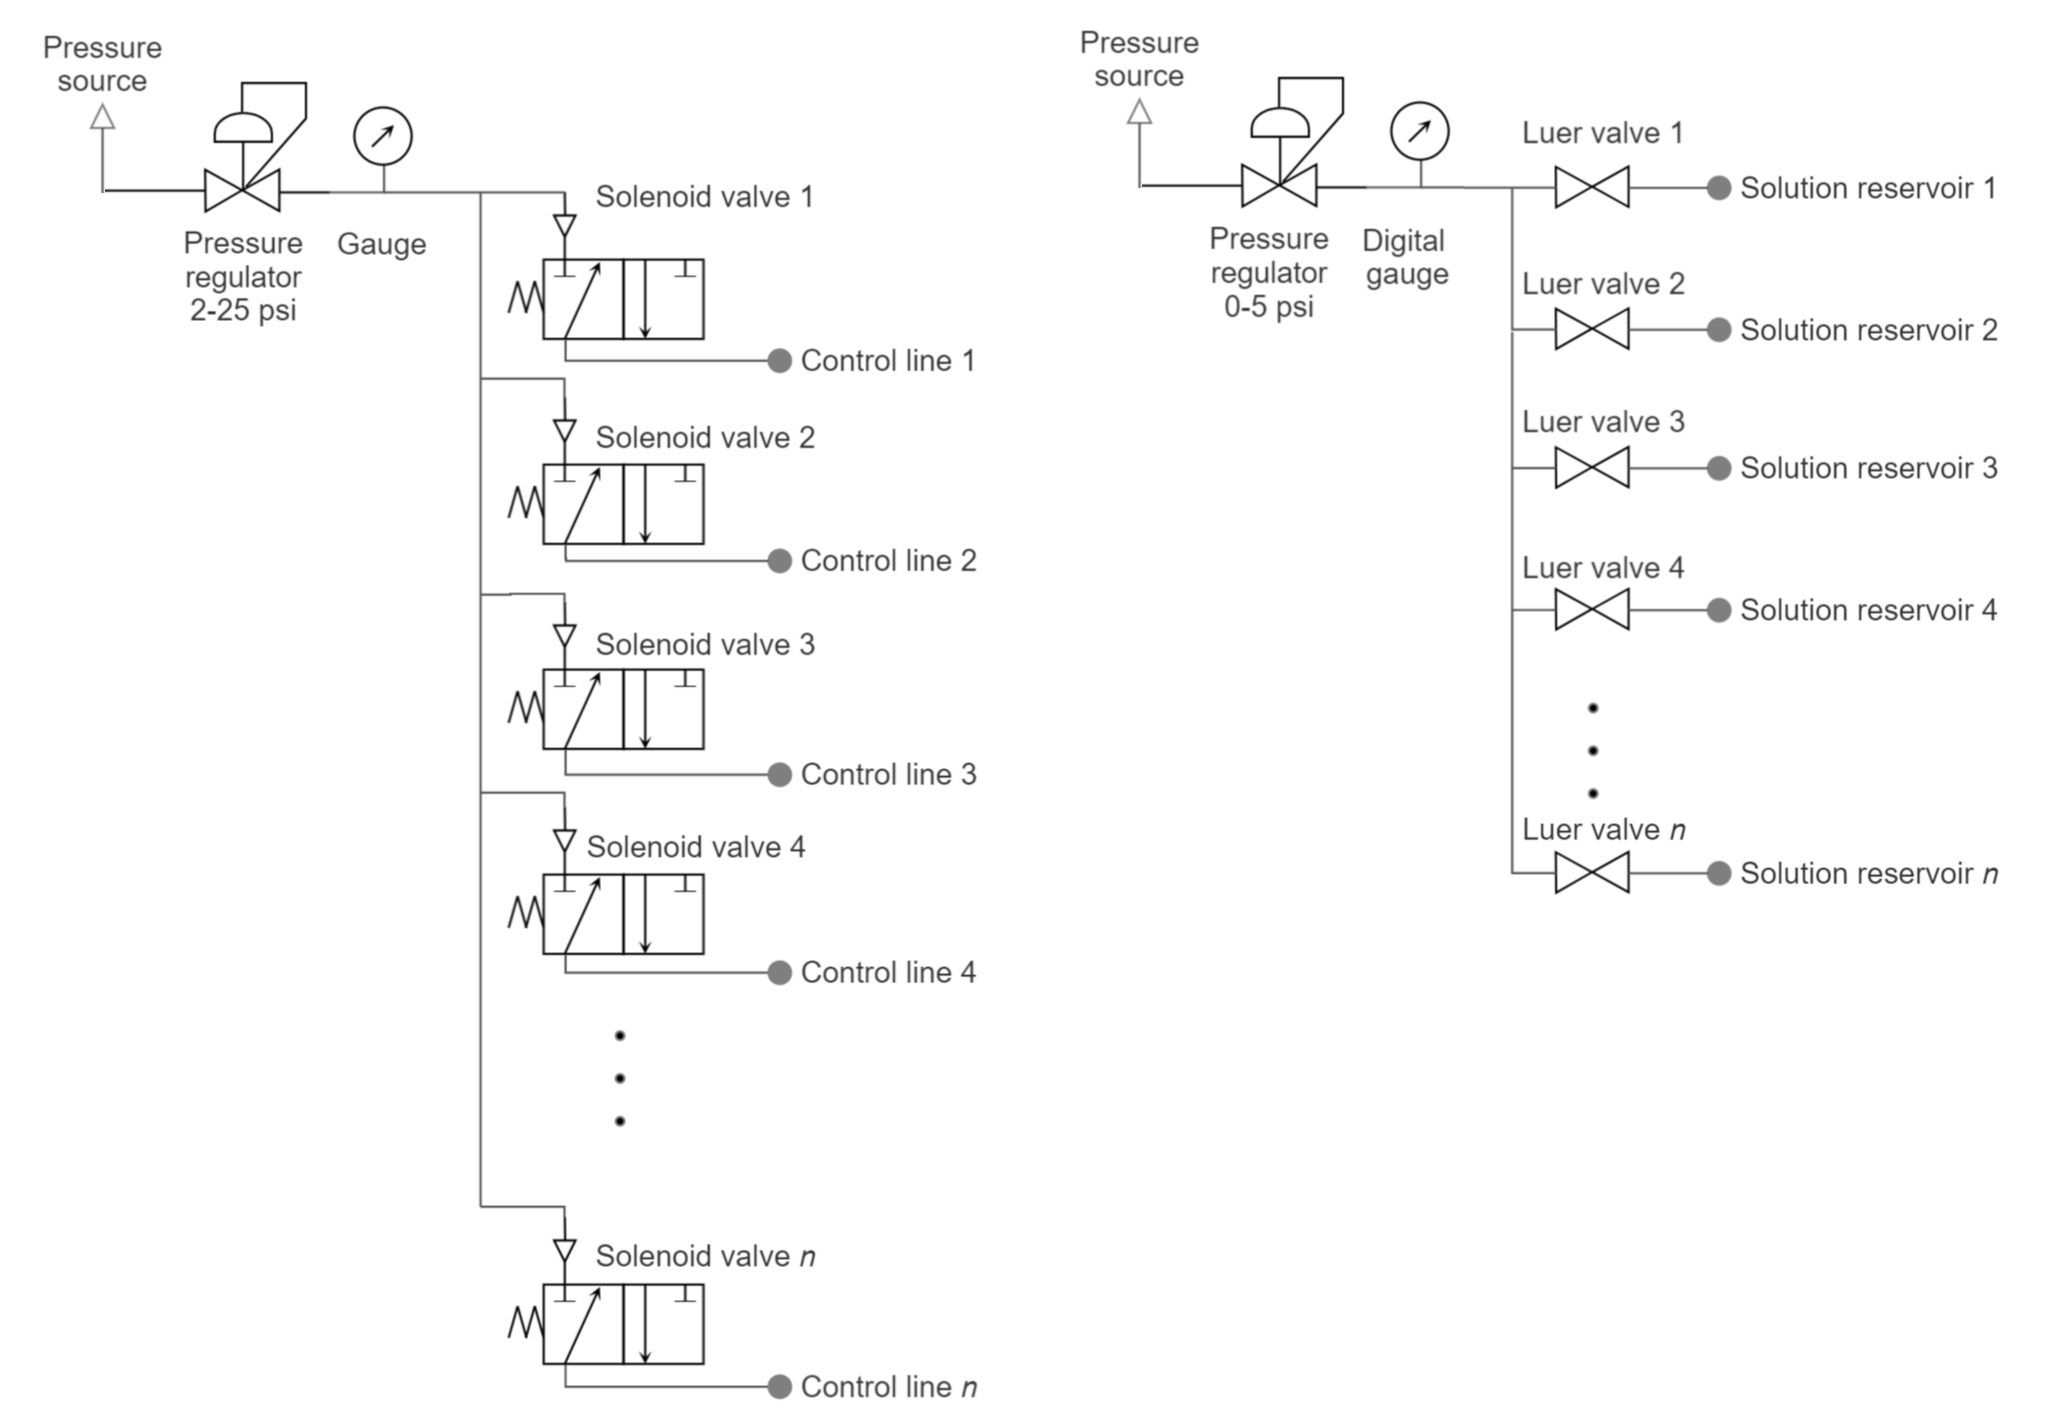 Pressure
source
Pressure
regulator
2-25 psi
Gauge
Solenoid valve 1
Control line 1
Solenoid valve 2
Control line 2
Solenoid valve 3
Control line 3
Solenoid valve 4
Control line 4
Solenoid valve n
Control line n
Pressure
source
Pressure
regulator
0-5 psi
Digital
gauge
Luer valve 1
Solution reservoir 1
Luer valve 2
Solution reservoir 2
Luer valve 3
Solution reservoir 3
Luer valve 4
Solution reservoir 4
Luer valve n
Solution reservoir n